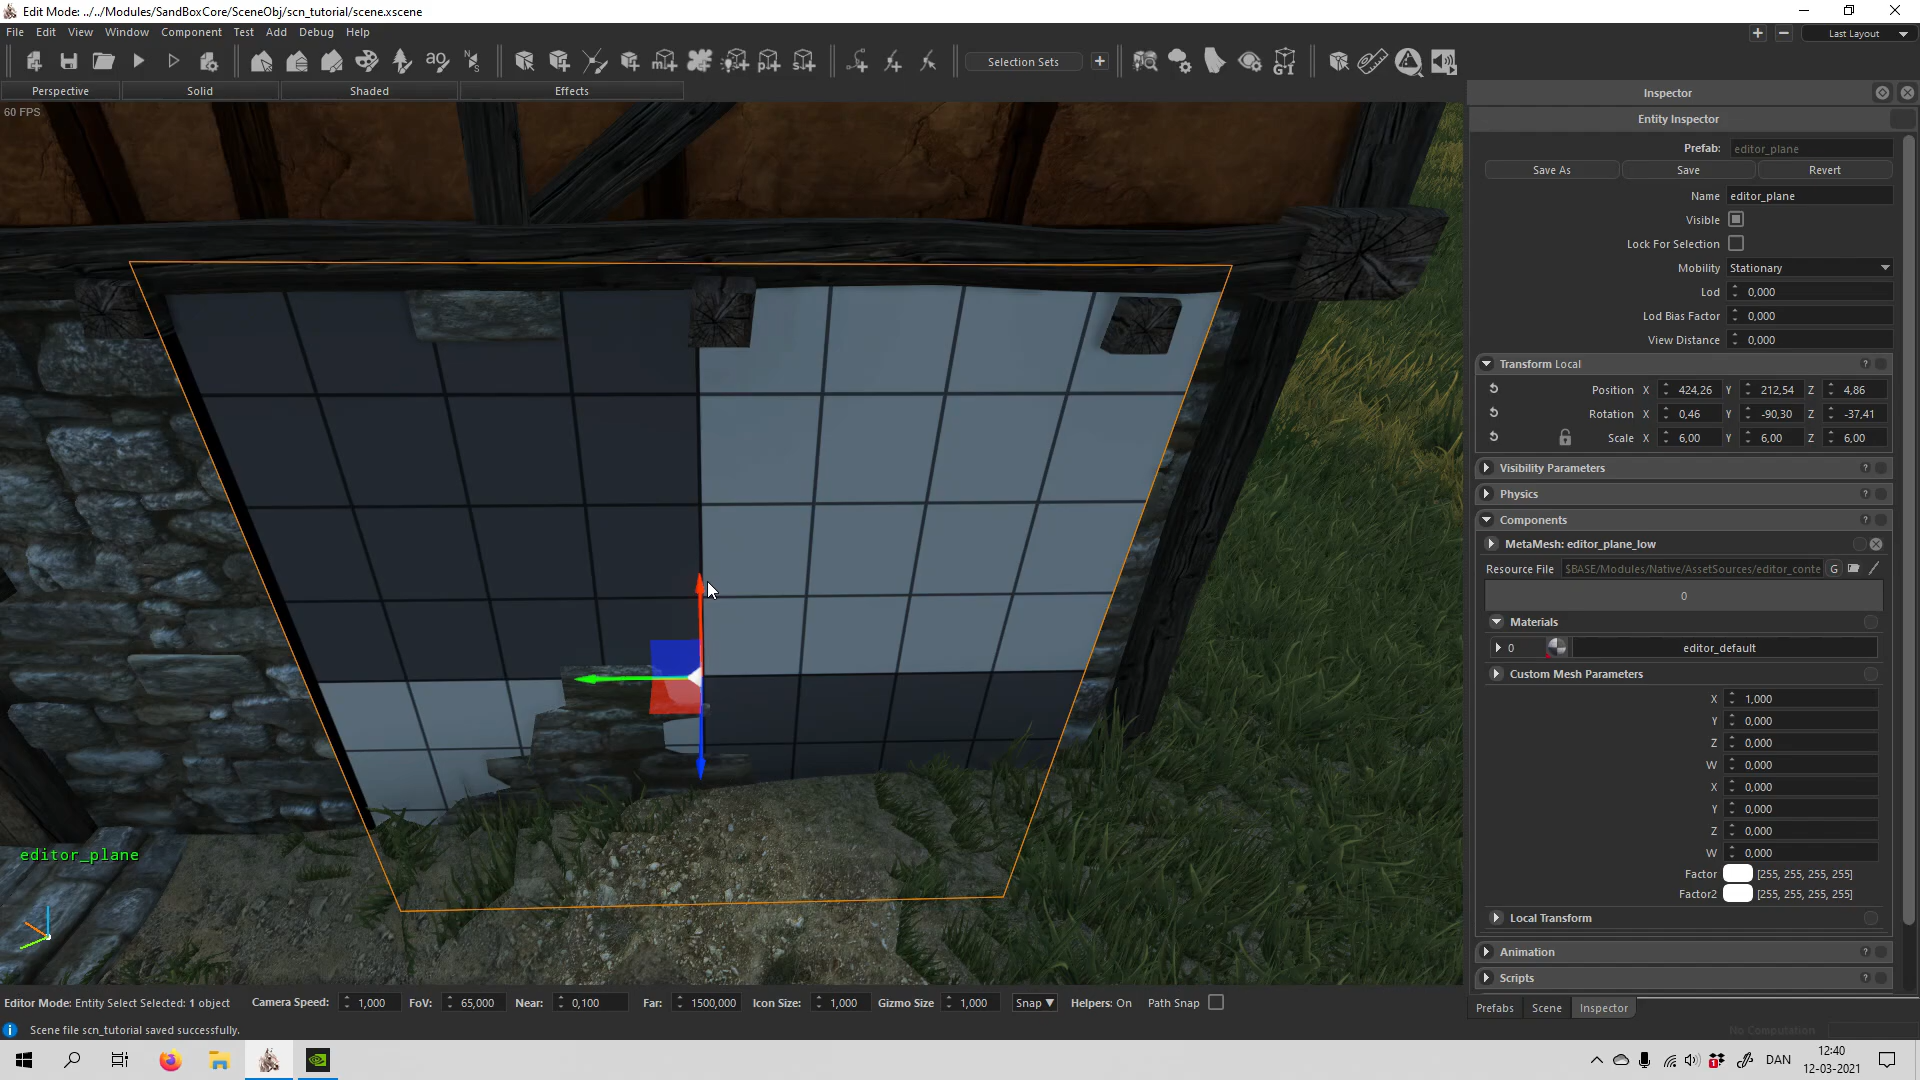 Edit Mode: ../../Modules/SandBoxCore/SceneObj/scn_tutorial/scene.xscene
File Edit View Window Component Test Add Debug Help
Last Layout
Selection Sets
Perspective Solid Shaded Effects
60 FPS
editor_plane
Inspector
Entity Inspector
Prefab: editor_plane
Save As Save Revert
Name editor_plane
Visible
Lock For Selection
Mobility Stationary
Lod 0,000
Lod Bias Factor 0,000
View Distance 0,000
Transform Local
Position X 424,26 Y 212,54 Z 4,86
Rotation X 0,46 Y -90,30 Z -37,41
Scale X 6,00 Y 6,00 Z 6,00
Visibility Parameters
Physics
Components
MetaMesh: editor_plane_low
Resource File $BASE/Modules/Native/AssetSources/editor_conte G
0
Materials
0 editor_default
Custom Mesh Parameters
X 1,000
Y 0,000
Z 0,000
W 0,000
X 0,000
Y 0,000
Z 0,000
W 0,000
Factor [255, 255, 255, 255]
Factor2 [255, 255, 255, 255]
Local Transform
Animation
Scripts
Prefabs Scene Inspector
No Computation
Editor Mode: Entity Select Selected: 1 object Camera Speed: 1,000 FoV: 65,000 Near: 0,100 Far: 1500,000 Icon Size: 1,000 Gizmo Size 1,000 Snap Helpers: On Path Snap
Scene file scn_tutorial saved successfully.
DAN
12:40
12-03-2021